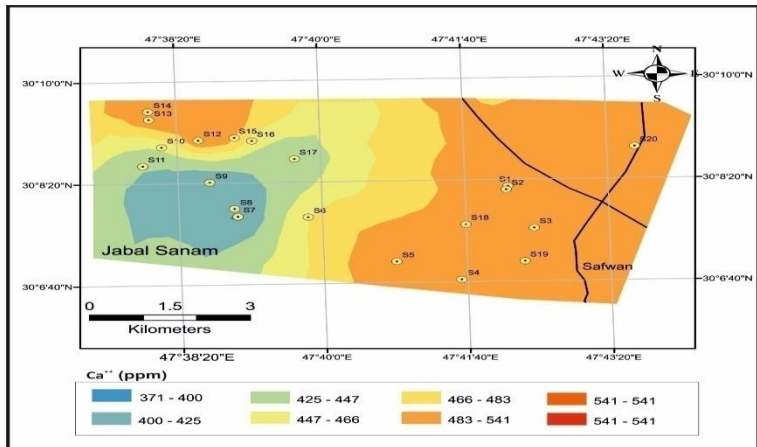 47°38'20"E 47°40'0"E 47°41'40"E 47°43'20"E
N
W E
S
30°10'0"N 30°10'0"N
S14
S13
S12
S15
S16
S10
S20
S17
S11
30°8'20"N 30°8'20"N
S9
S1
S2
S8
S7
S6
S18
S3
Jabal Sanam
S5
S19
Safwan
S4
30°6'40"N 30°6'40"N
0 1.5 3
Kilometers
47°38'20"E 47°40'0"E 47°41'40"E 47°43'20"E
Ca⁺⁺ (ppm)
371 - 400 425 - 447 466 - 483 541 - 541
400 - 425 447 - 466 483 - 541 541 - 541